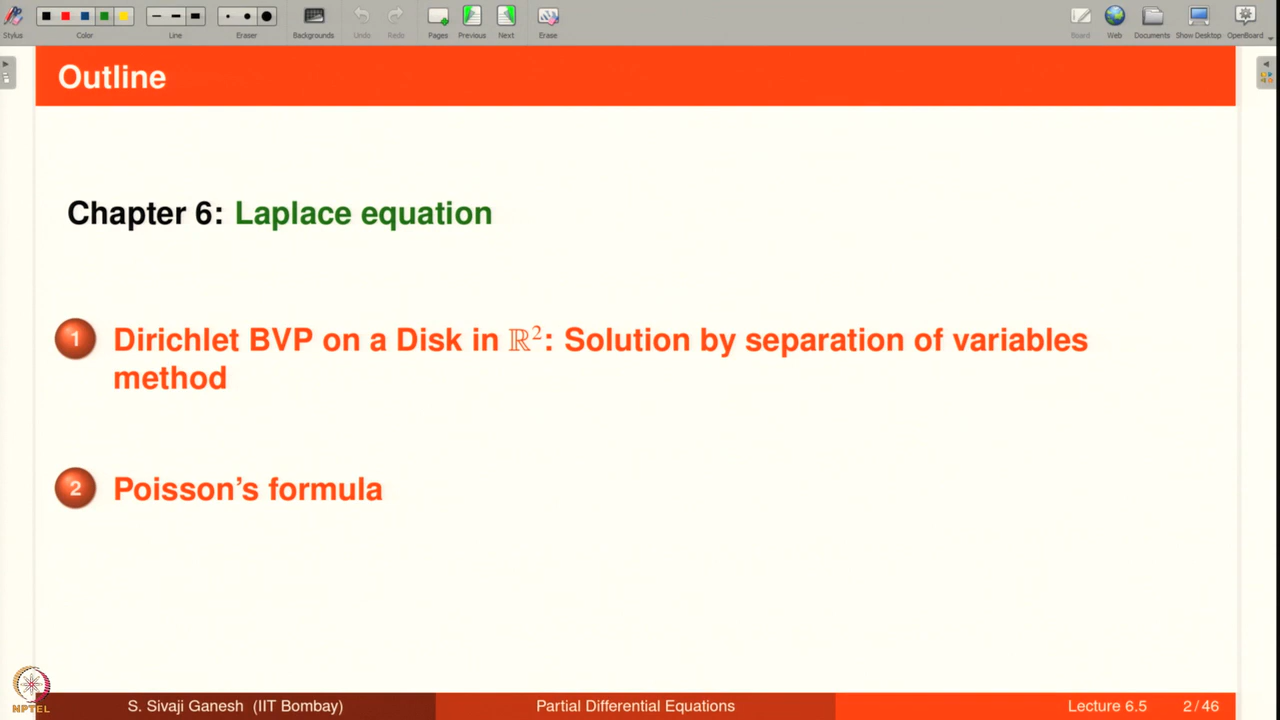 Stylus
Color
Line
Eraser
Backgrounds
Undo
Redo
Pages
Previous
Next
Erase
Board
Web
Documents
Show Desktop
OpenBoard
Outline
Chapter 6: Laplace equation
1 Dirichlet BVP on a Disk in ℝ²: Solution by separation of variables
method
2 Poisson's formula
NPTEL
S. Sivaji Ganesh (IIT Bombay)
Partial Differential Equations
Lecture 6.5
2 / 46